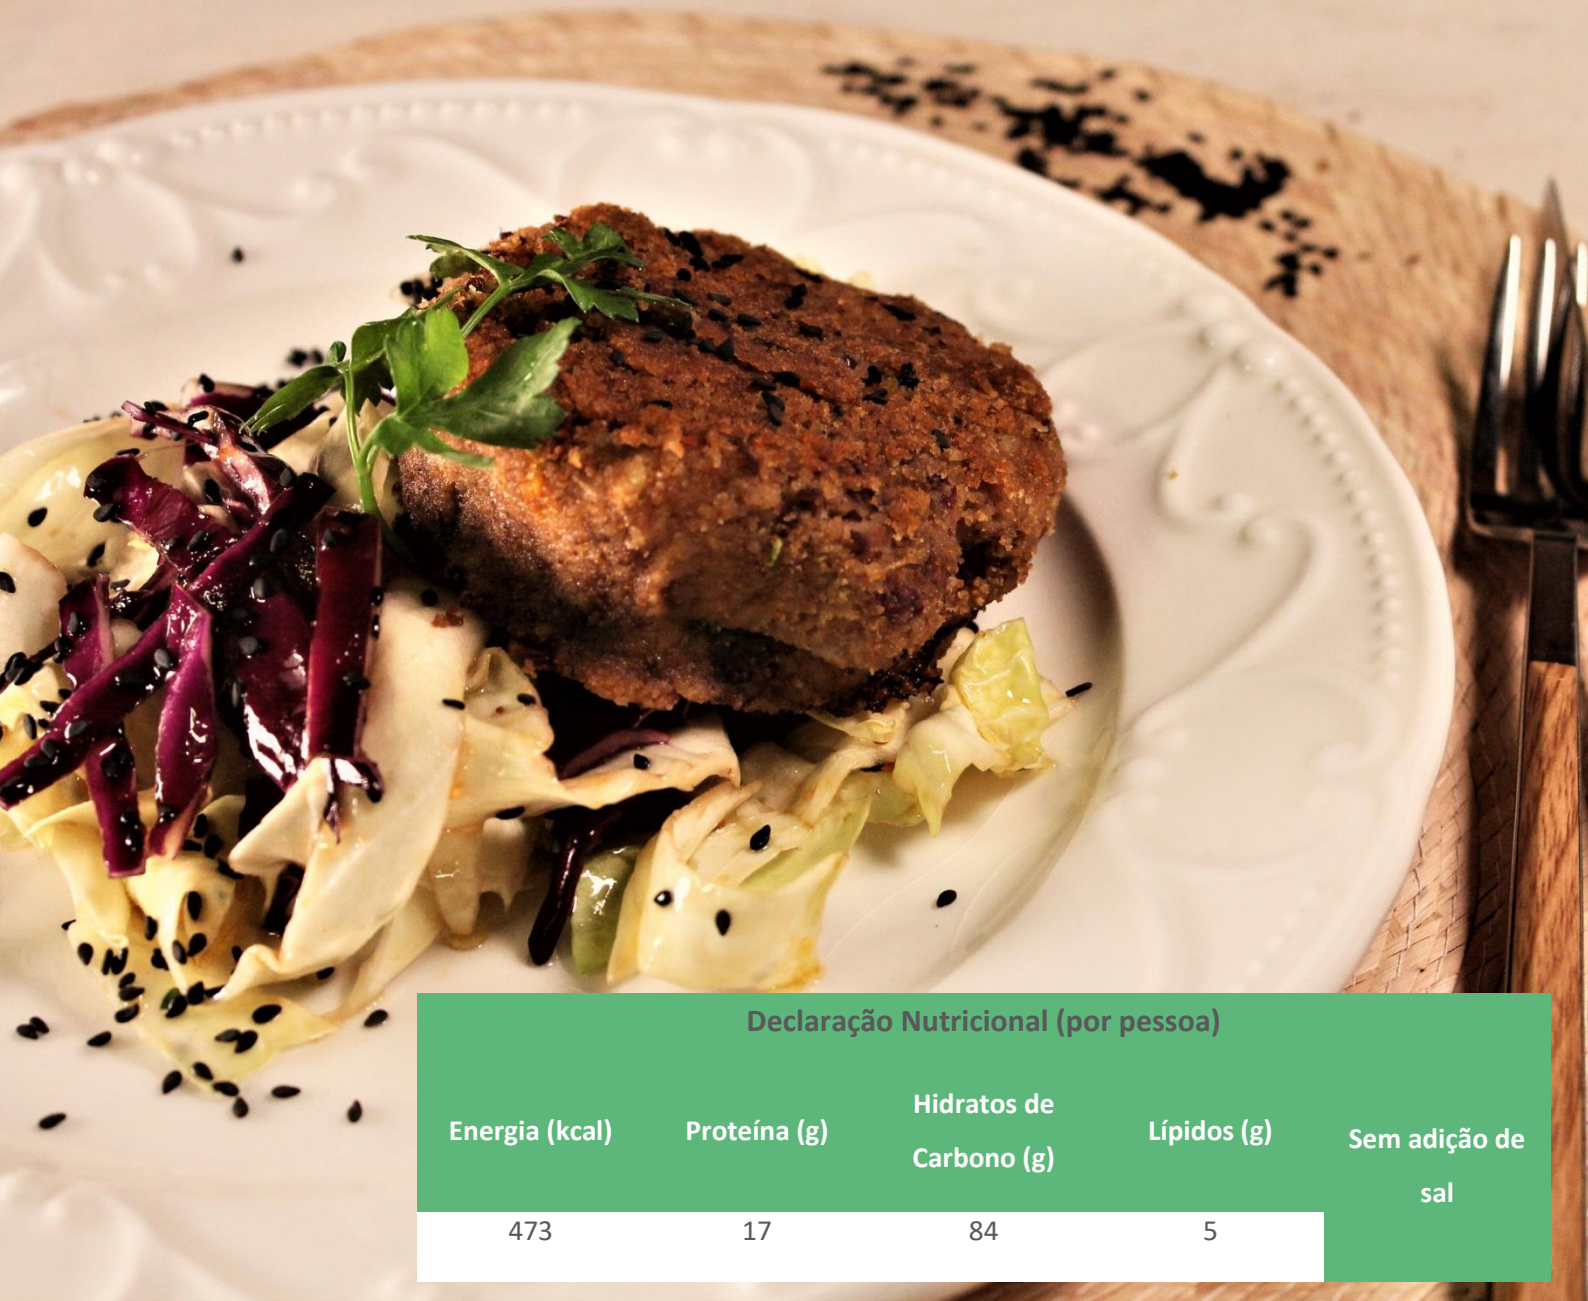 Declaração Nutricional (por pessoa)
Energia (kcal)
Proteína (g)
Hidratos de
Carbono (g)
Lípidos (g)
Sem adição de
sal
473
17
84
5